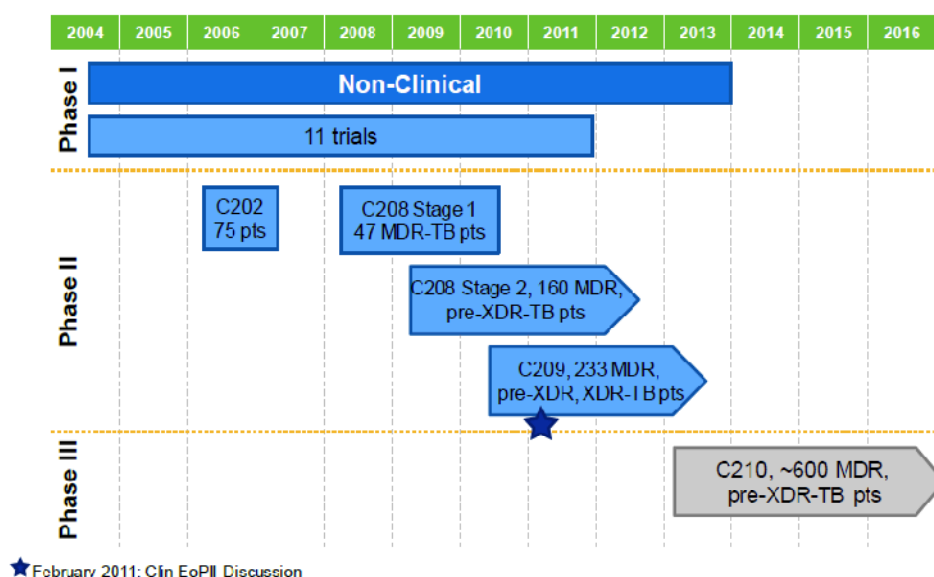 2004 2005 2006 2007 2008 2009 2010 2011 2012 2013 2014 2015 2016
Phase I
Non-Clinical
11 trials
Phase II
C202
75 pts
C208 Stage 1
47 MDR-TB pts
C208 Stage 2, 160 MDR,
pre-XDR-TB pts
C209, 233 MDR,
pre-XDR, XDR-TB pts
Phase III
C210, ~600 MDR,
pre-XDR-TB pts
February 2011: Clin EoPII Discussion